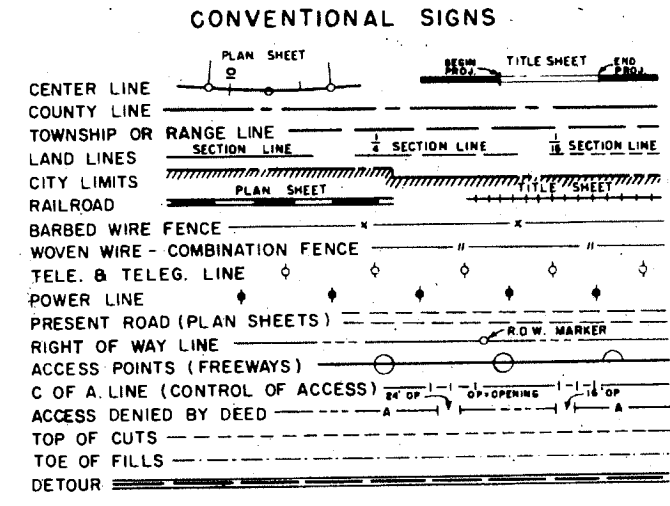 CONVENTIONAL SIGNS
PLAN SHEET
10
BEGIN PROJ.
TITLE SHEET
END PROJ.
CENTER LINE
COUNTY LINE
TOWNSHIP OR RANGE LINE
LAND LINES
SECTION LINE
1/4 SECTION LINE
1/16 SECTION LINE
CITY LIMITS
PLAN SHEET
TITLE SHEET
RAILROAD
BARBED WIRE FENCE
x
x
WOVEN WIRE - COMBINATION FENCE
TELE. & TELEG. LINE
POWER LINE
PRESENT ROAD (PLAN SHEETS)
R.O.W. MARKER
RIGHT OF WAY LINE
ACCESS POINTS (FREEWAYS)
C OF A. LINE (CONTROL OF ACCESS)
24' OP
OP=OPENING
16' OP
ACCESS DENIED BY DEED
A
A
TOP OF CUTS
TOE OF FILLS
DETOUR